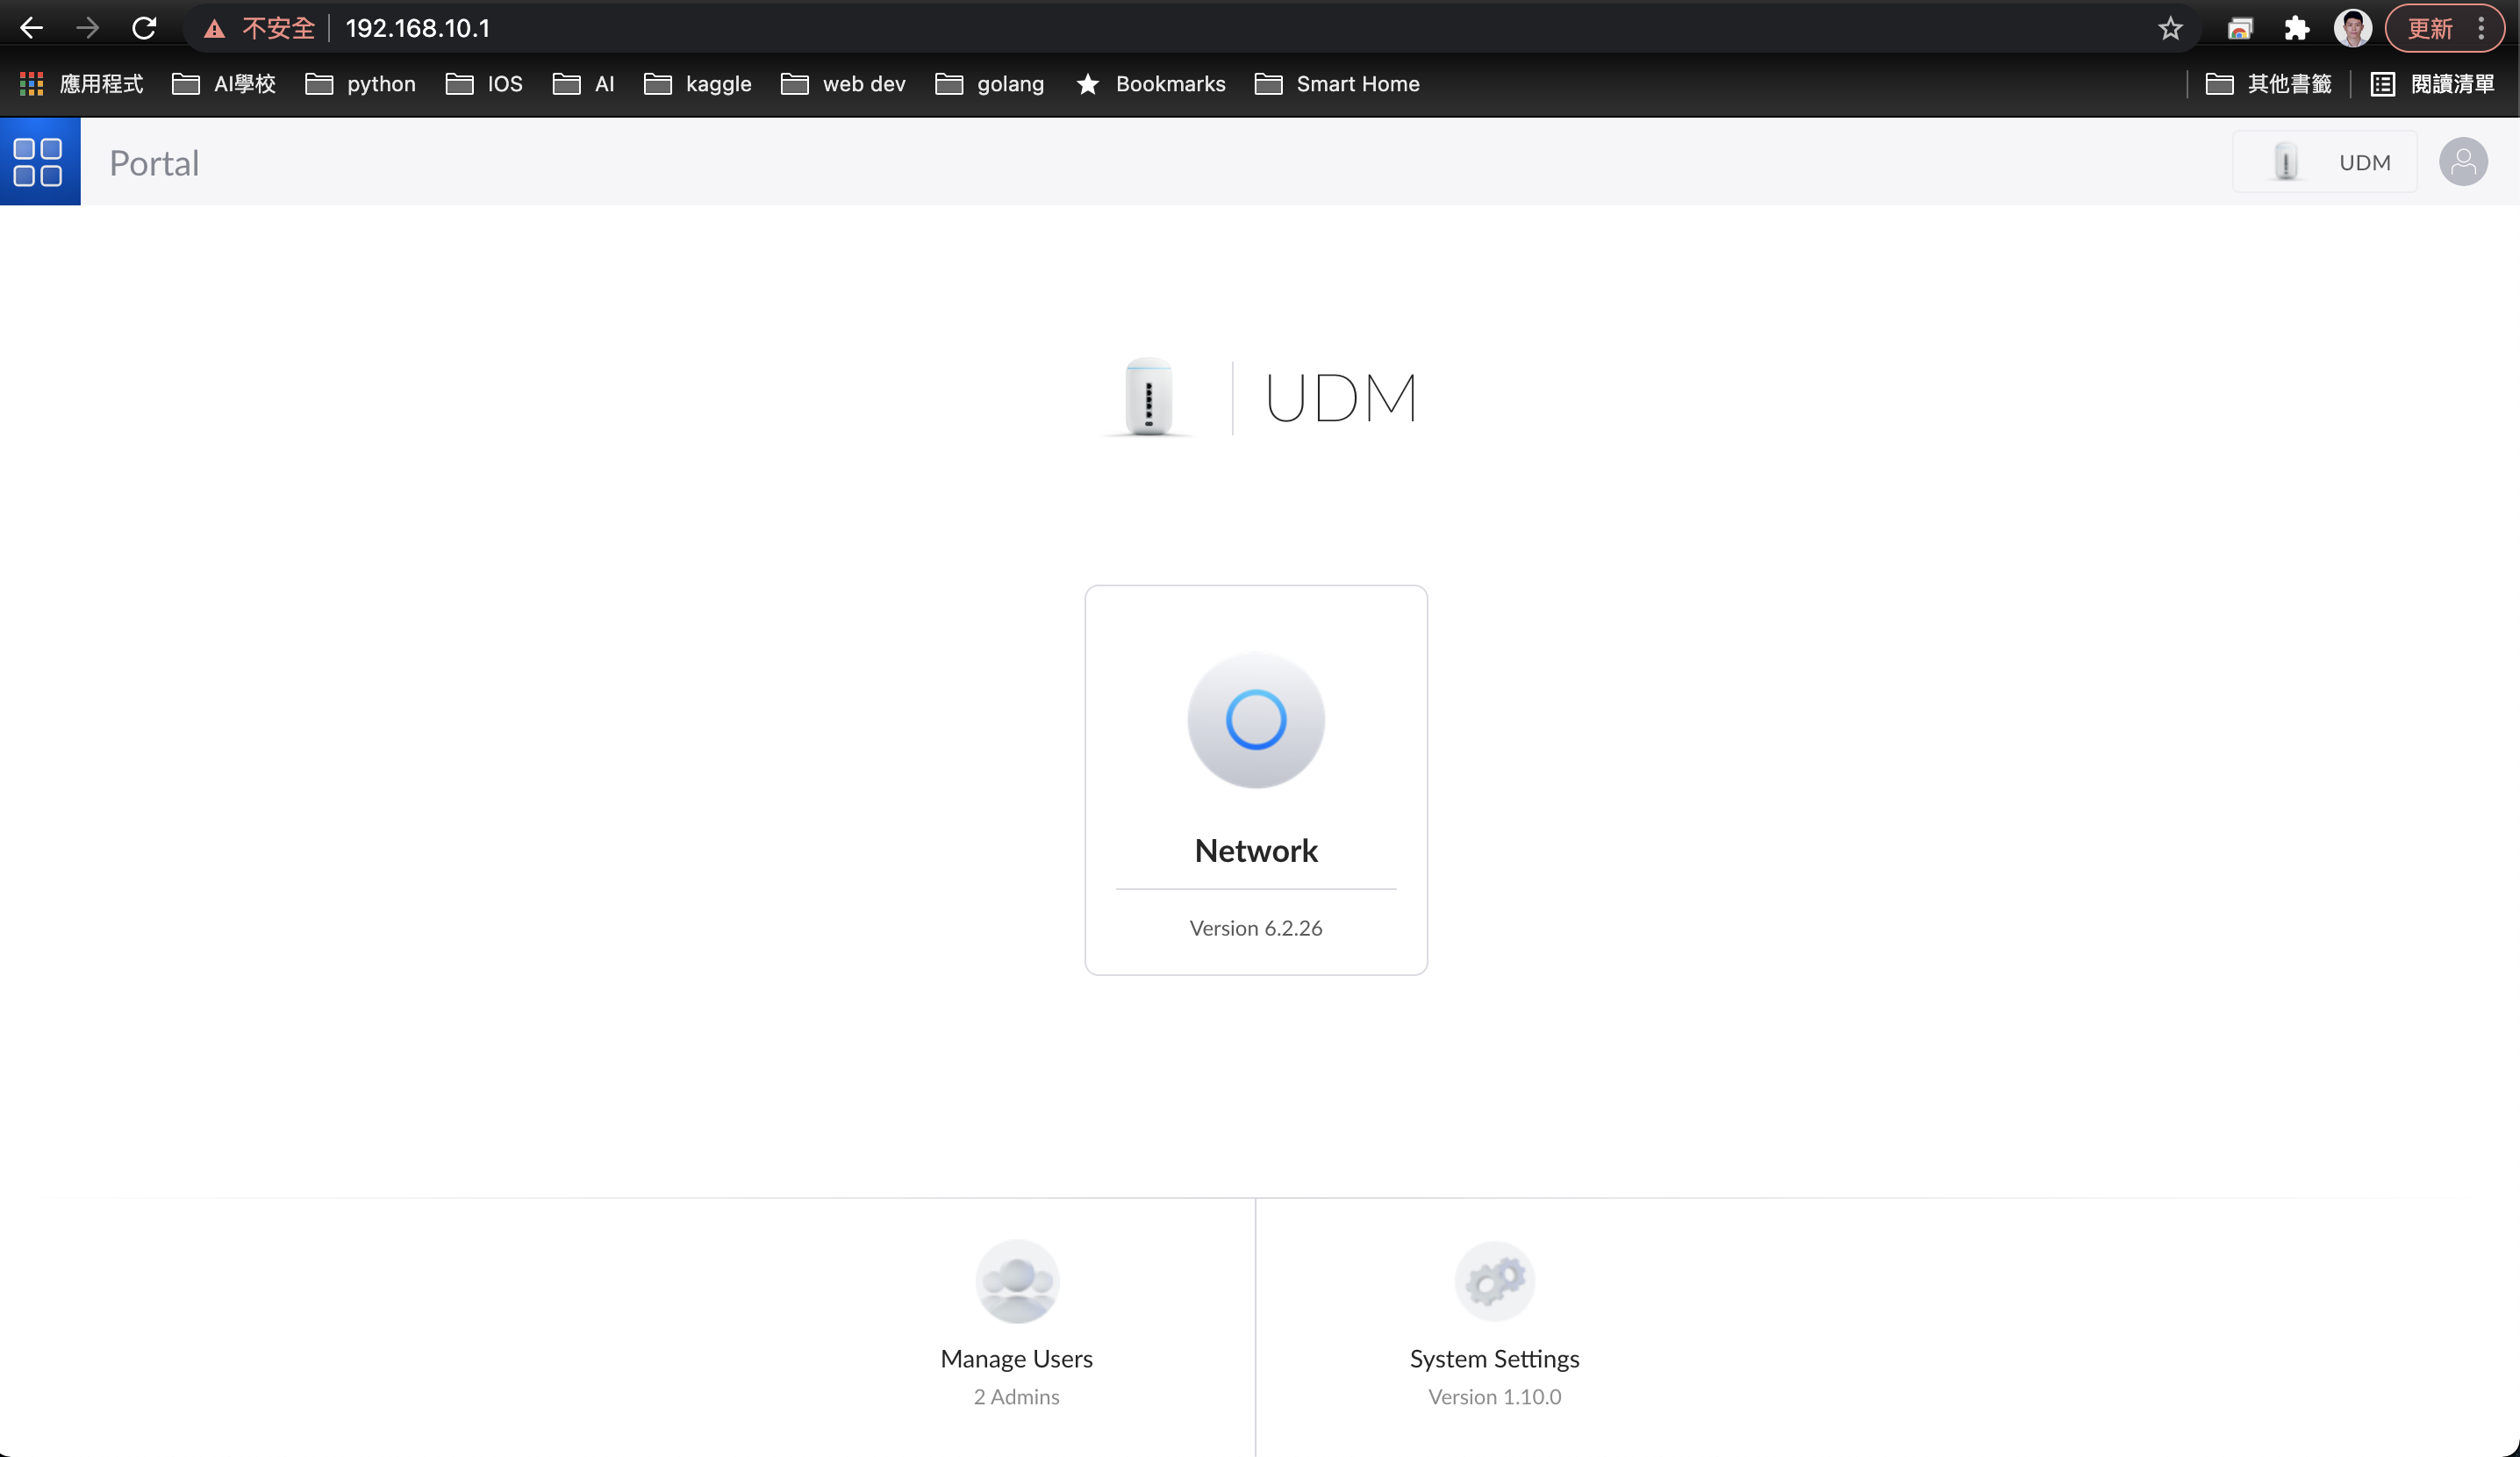 不安全 192.168.10.1 更新
應用程式 AI學校 python IOS AI kaggle web dev golang Bookmarks Smart Home 其他書籤 閱讀清單
Portal UDM
UDM
Network
Version 6.2.26
Manage Users
2 Admins
System Settings
Version 1.10.0